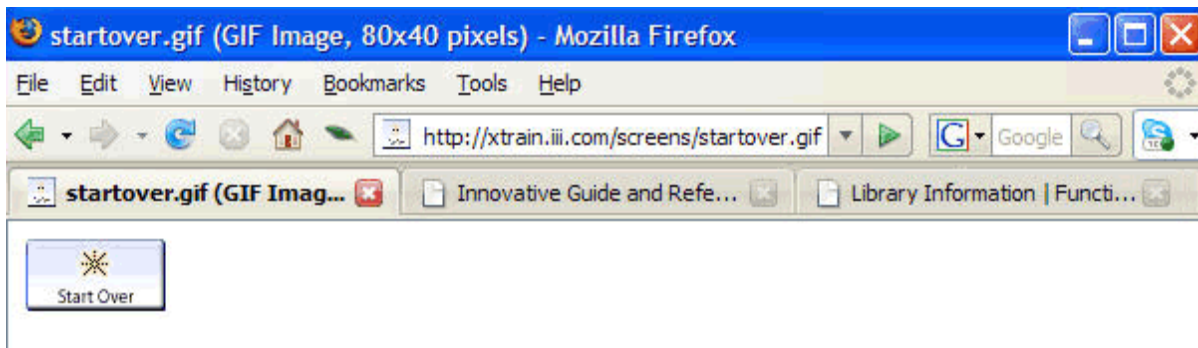 startover.gif (GIF Image, 80x40 pixels) - Mozilla Firefox
File Edit View History Bookmarks Tools Help
http://xtrain.iii.com/screens/startover.gif Google
startover.gif (GIF Imag... Innovative Guide and Refe... Library Information | Functi...
Start Over